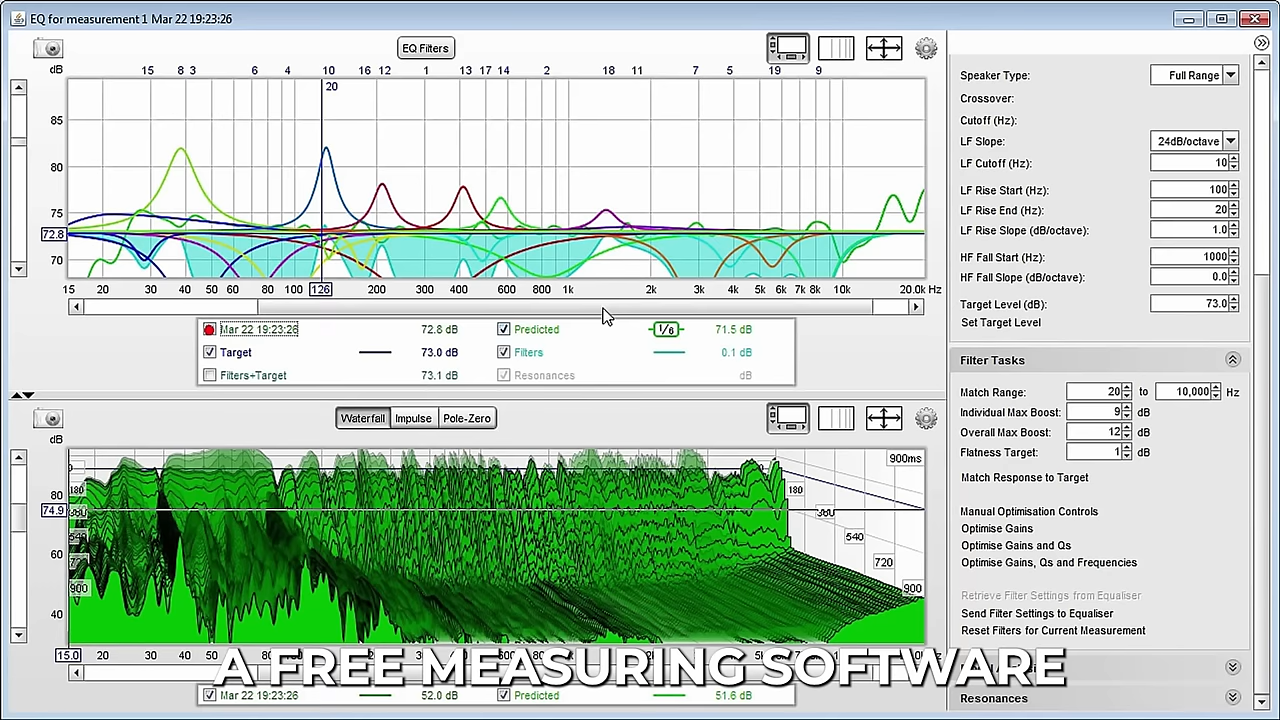 EQ for measurement 1 Mar 22 19:23:26
EQ Filters
dB
15 8 3 6 4 10 16 12 1 13 17 14 2 18 11 7 5 19 9
20
85
80
75
72.8
70
15 20 30 40 50 60 80 100 126 200 300 400 500 600 800 1k 2k 3k 4k 5k 6k 7k 8k 10k 20.0k Hz
Mar 22 19:23:26 72.8 dB Predicted 1/6 71.5 dB
Target 73.0 dB Filters 0.1 dB
Filters+Target 73.1 dB Resonances dB
Waterfall Impulse Pole-Zero
dB
900ms
0
180 180
80
74.9
360 360
540 540
60
720
900 900
40
15.0 20 30 40 50
A FREE MEASURING SOFTWARE
Mar 22 19:23:26 52.0 dB Predicted 51.6 dB
Speaker Type: Full Range
Crossover:
Cutoff (Hz):
LF Slope: 24dB/octave
LF Cutoff (Hz): 10
LF Rise Start (Hz): 100
LF Rise End (Hz): 20
LF Rise Slope (dB/octave): 1.0
HF Fall Start (Hz): 1000
HF Fall Slope (dB/octave): 0.0
Target Level (dB): 73.0
Set Target Level
Filter Tasks
Match Range: 20 to 10,000 Hz
Individual Max Boost: 9 dB
Overall Max Boost: 12 dB
Flatness Target: 1 dB
Match Response to Target
Manual Optimisation Controls
Optimise Gains
Optimise Gains and Qs
Optimise Gains, Qs and Frequencies
Retrieve Filter Settings from Equaliser
Send Filter Settings to Equaliser
Reset Filters for Current Measurement
Resonances